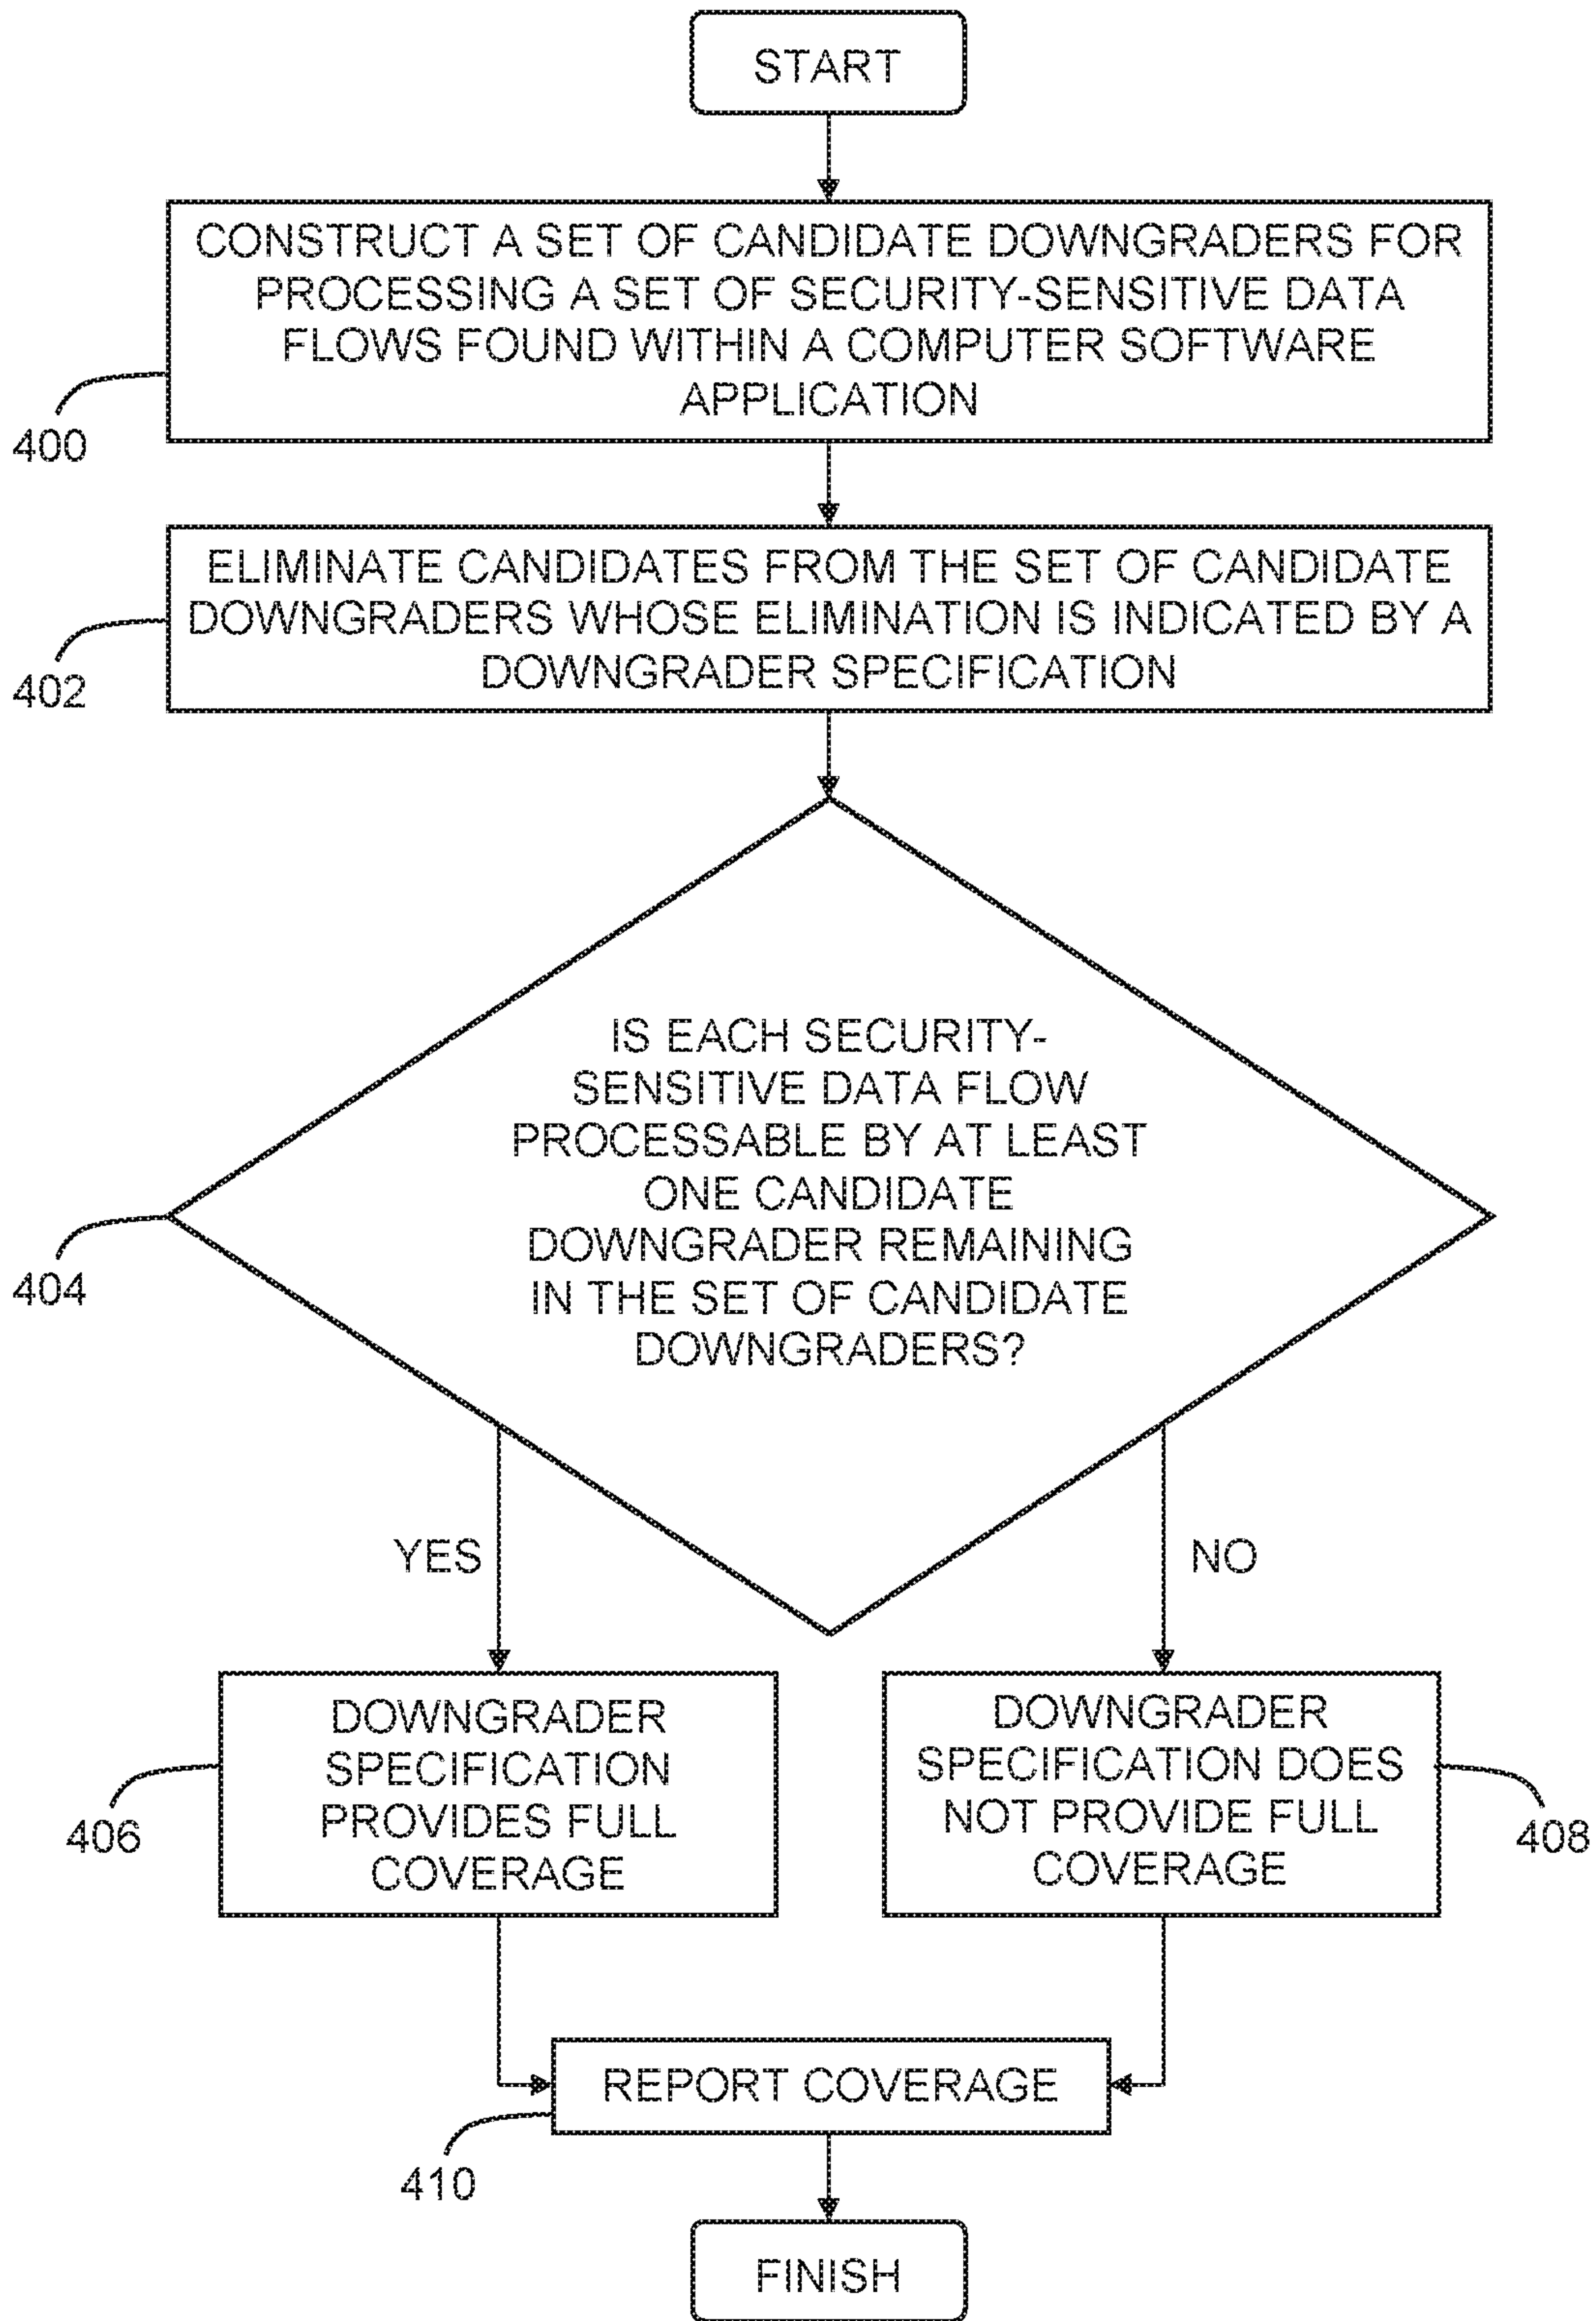 START
CONSTRUCT A SET OF CANDIDATE DOWNGRADERS FOR
PROCESSING A SET OF SECURITY-SENSITIVE DATA
FLOWS FOUND WITHIN A COMPUTER SOFTWARE
APPLICATION
400
ELIMINATE CANDIDATES FROM THE SET OF CANDIDATE
DOWNGRADERS WHOSE ELIMINATION IS INDICATED BY A
DOWNGRADER SPECIFICATION
402
IS EACH SECURITY-
SENSITIVE DATA FLOW
PROCESSABLE BY AT LEAST
ONE CANDIDATE
DOWNGRADER REMAINING
IN THE SET OF CANDIDATE
DOWNGRADERS?
404
YES
NO
DOWNGRADER
SPECIFICATION
PROVIDES FULL
COVERAGE
406
DOWNGRADER
SPECIFICATION DOES
NOT PROVIDE FULL
COVERAGE
408
REPORT COVERAGE
410
FINISH